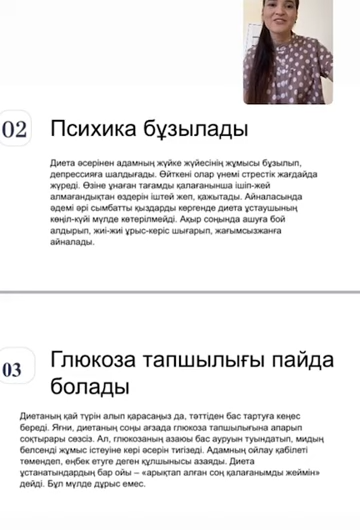 02
Психика бұзылады
Диета әсерінен адамның жүйке жүйесінің жұмысы бұзылып,
депрессияға шалдығады. Өйткені олар үнемі стрестік жағдайда
жүреді. Өзіне ұнаған тағамды қалағанынша ішіп-жей
алмағандықтан өздерін іштей жеп, қажытады. Айналасында
әдемі әрі сымбатты қыздарды көргенде диета ұстаушының
көңіл-күйі мүлде көтерілмейді. Ақыр соңында ашуға бой
алдырып, жиі-жиі ұрыс-керіс шығарып, жағымсызжанға
айналады.
03
Глюкоза тапшылығы пайда
болады
Диетаның қай түрін алып қарасаңыз да, тәттіден бас тартуға кеңес
береді. Яғни, диетаның соңы ағзада глюкоза тапшылығына апарып
соқтырары сөзсіз. Ал, глюкозаның азаюы бас ауруын туындатып, мидың
белсенді жұмыс істеуіне кері әсерін тигізеді. Адамның ойлау қабілеті
төмендеп, еңбек етуге деген құлшынысы азаяды. Диета
ұстанатындардың бар ойы – «арықтап алған соң қалағанымды жеймін»
дейді. Бұл мүлде дұрыс емес.